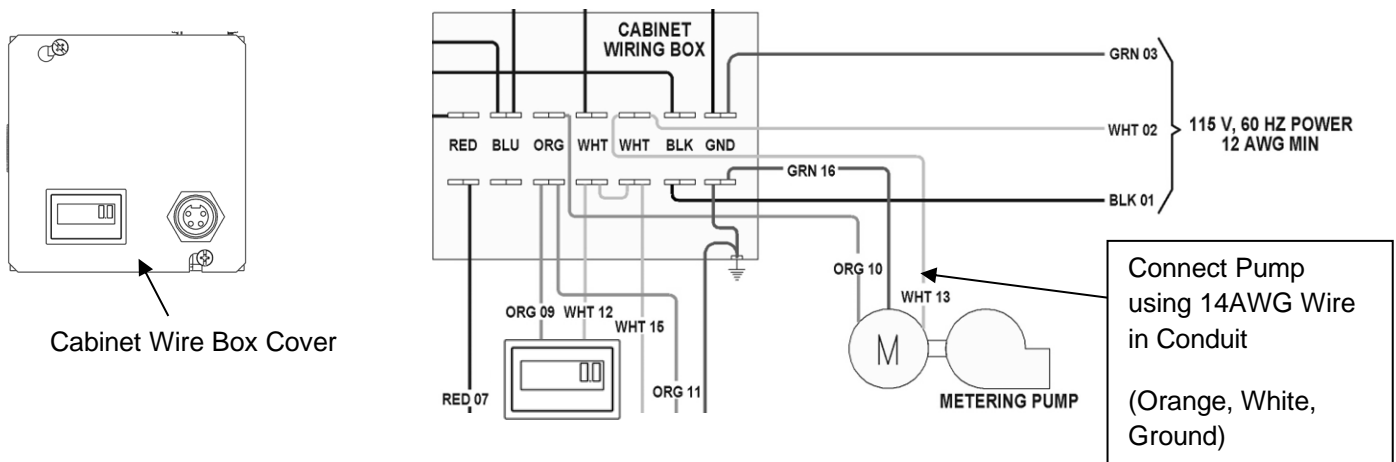 CABINET
WIRING BOX
GRN 03
WHT 02
115 V, 60 HZ POWER
12 AWG MIN
BLK 01
RED BLU ORG WHT WHT BLK GND
GRN 16
ORG 10
WHT 13
ORG 09 WHT 12
WHT 15
RED 07
ORG 11
M
METERING PUMP
Cabinet Wire Box Cover
Connect Pump
using 14AWG Wire
in Conduit
(Orange, White,
Ground)